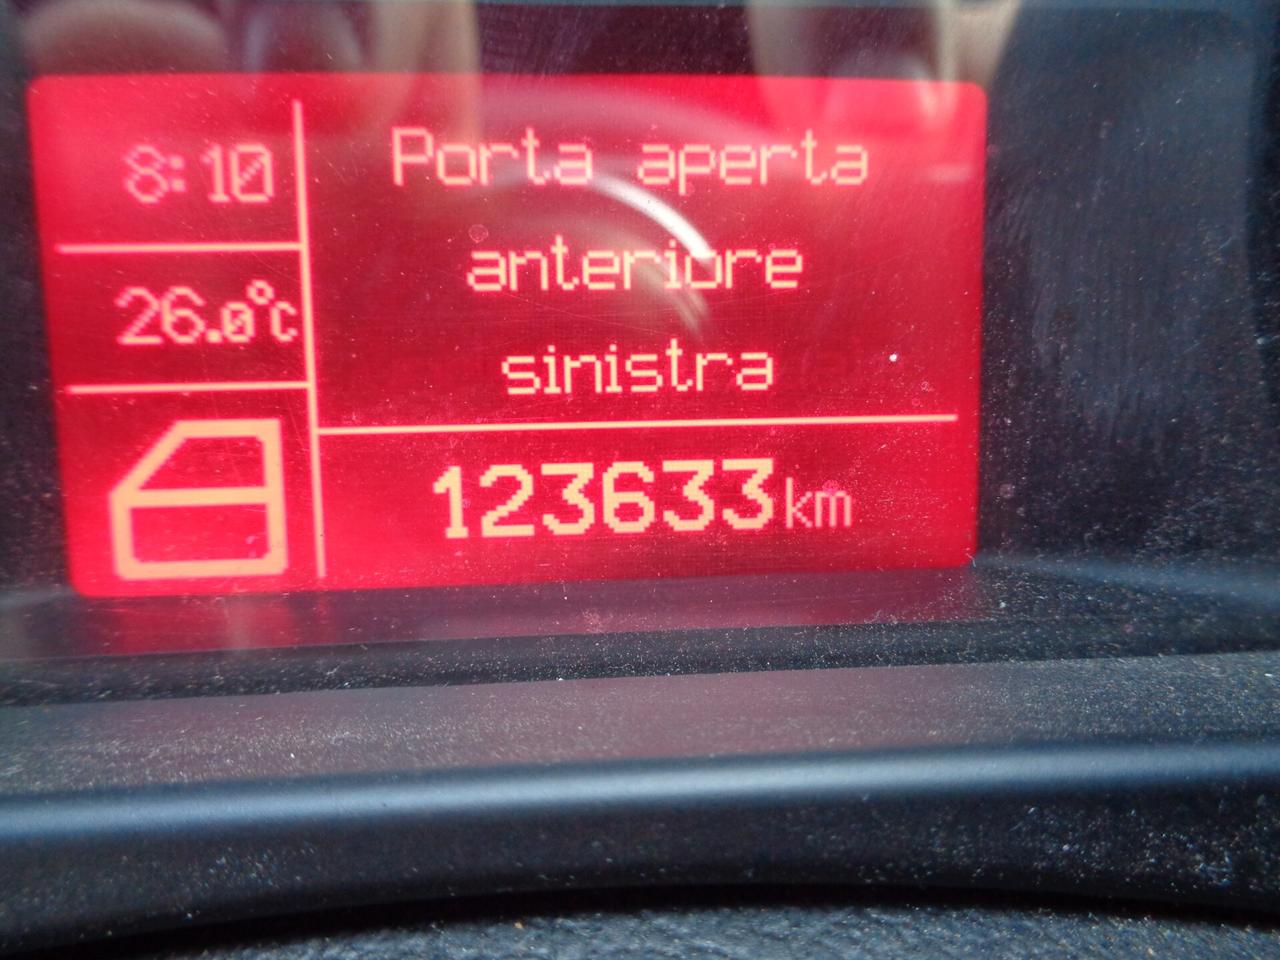 8:10
26.0°C
Porta aperta
anteriore
sinistra
123633km